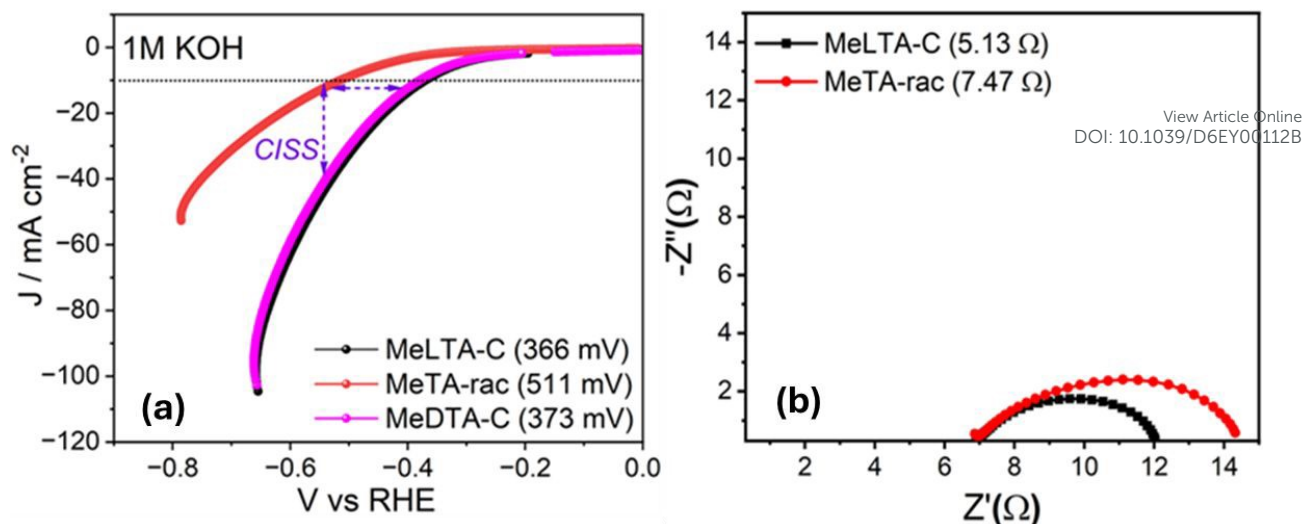 1M KOH
0
−20
−40
−60
−80
−100
−120
J / mA cm⁻²
CISS
MeLTA-C (366 mV)
MeTA-rac (511 mV)
MeDTA-C (373 mV)
(a)
−0.8 −0.6 −0.4 −0.2 0.0
V vs RHE
14
12
10
8
6
4
2
-Z''(Ω)
MeLTA-C (5.13 Ω)
MeTA-rac (7.47 Ω)
(b)
2 4 6 8 10 12 14
Z'(Ω)
View Article Online
DOI: 10.1039/D6EY00112B